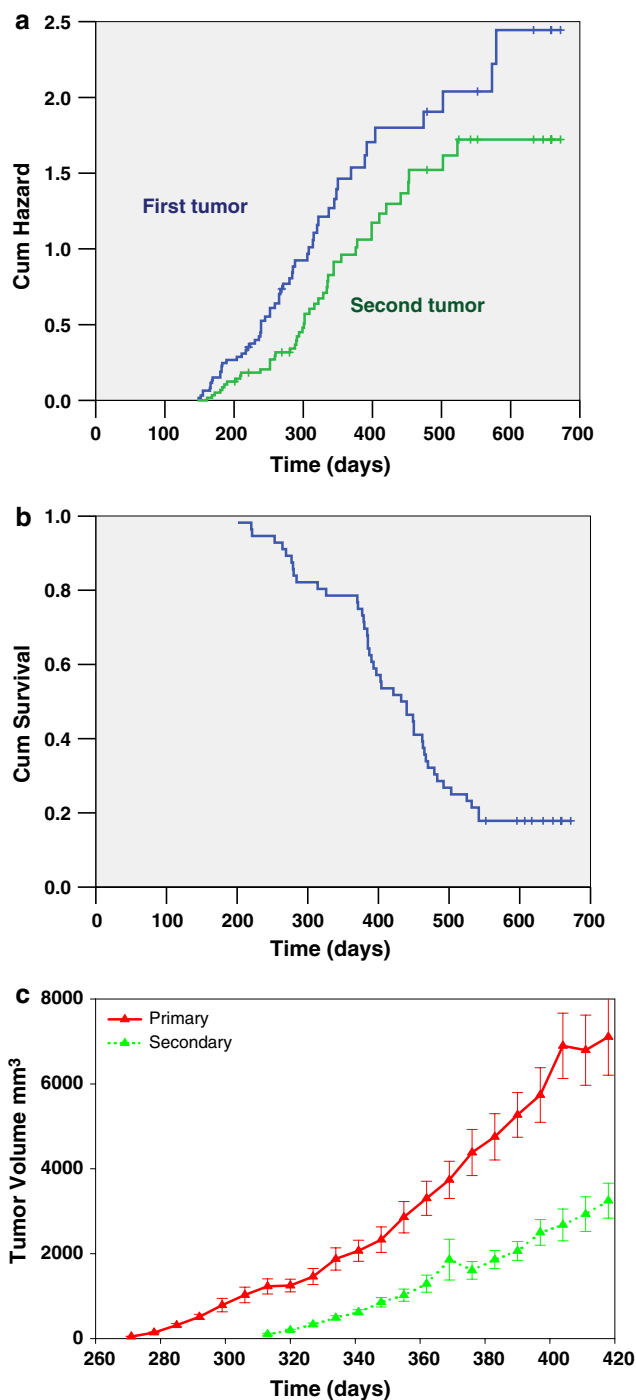 a
2.5
2.0
1.5
1.0
0.5
0.0
Cum Hazard
First tumor
Second tumor
0 100 200 300 400 500 600 700
Time (days)
b
1.0
0.8
0.6
0.4
0.2
0.0
Cum Survival
0 100 200 300 400 500 600 700
Time (days)
c
8000
6000
4000
2000
0
Tumor Volume mm³
Primary
Secondary
260 280 300 320 340 360 380 400 420
Time (days)